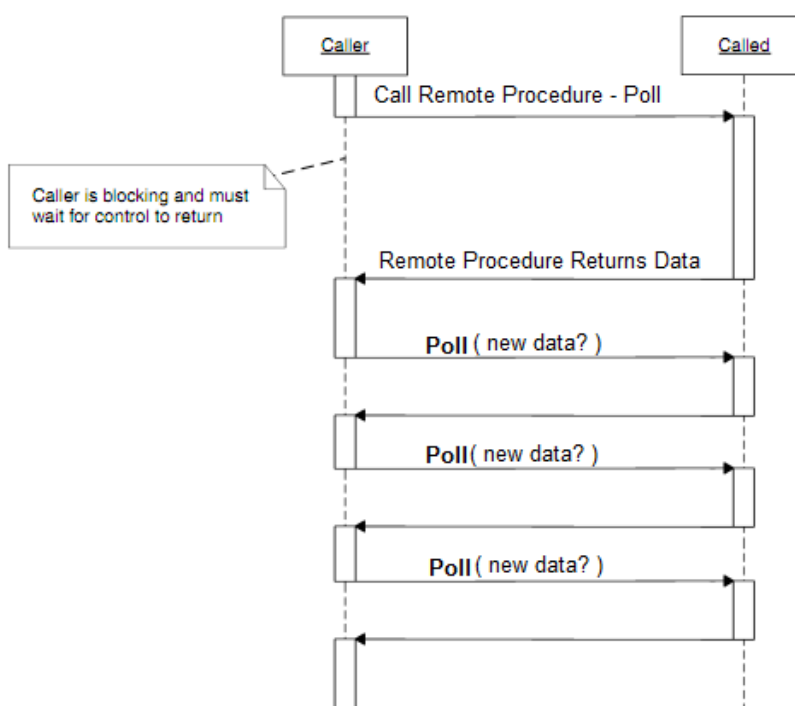 Caller
Called
Call Remote Procedure - Poll
Caller is blocking and must
wait for control to return
Remote Procedure Returns Data
Poll ( new data? )
Poll( new data? )
Poll( new data? )